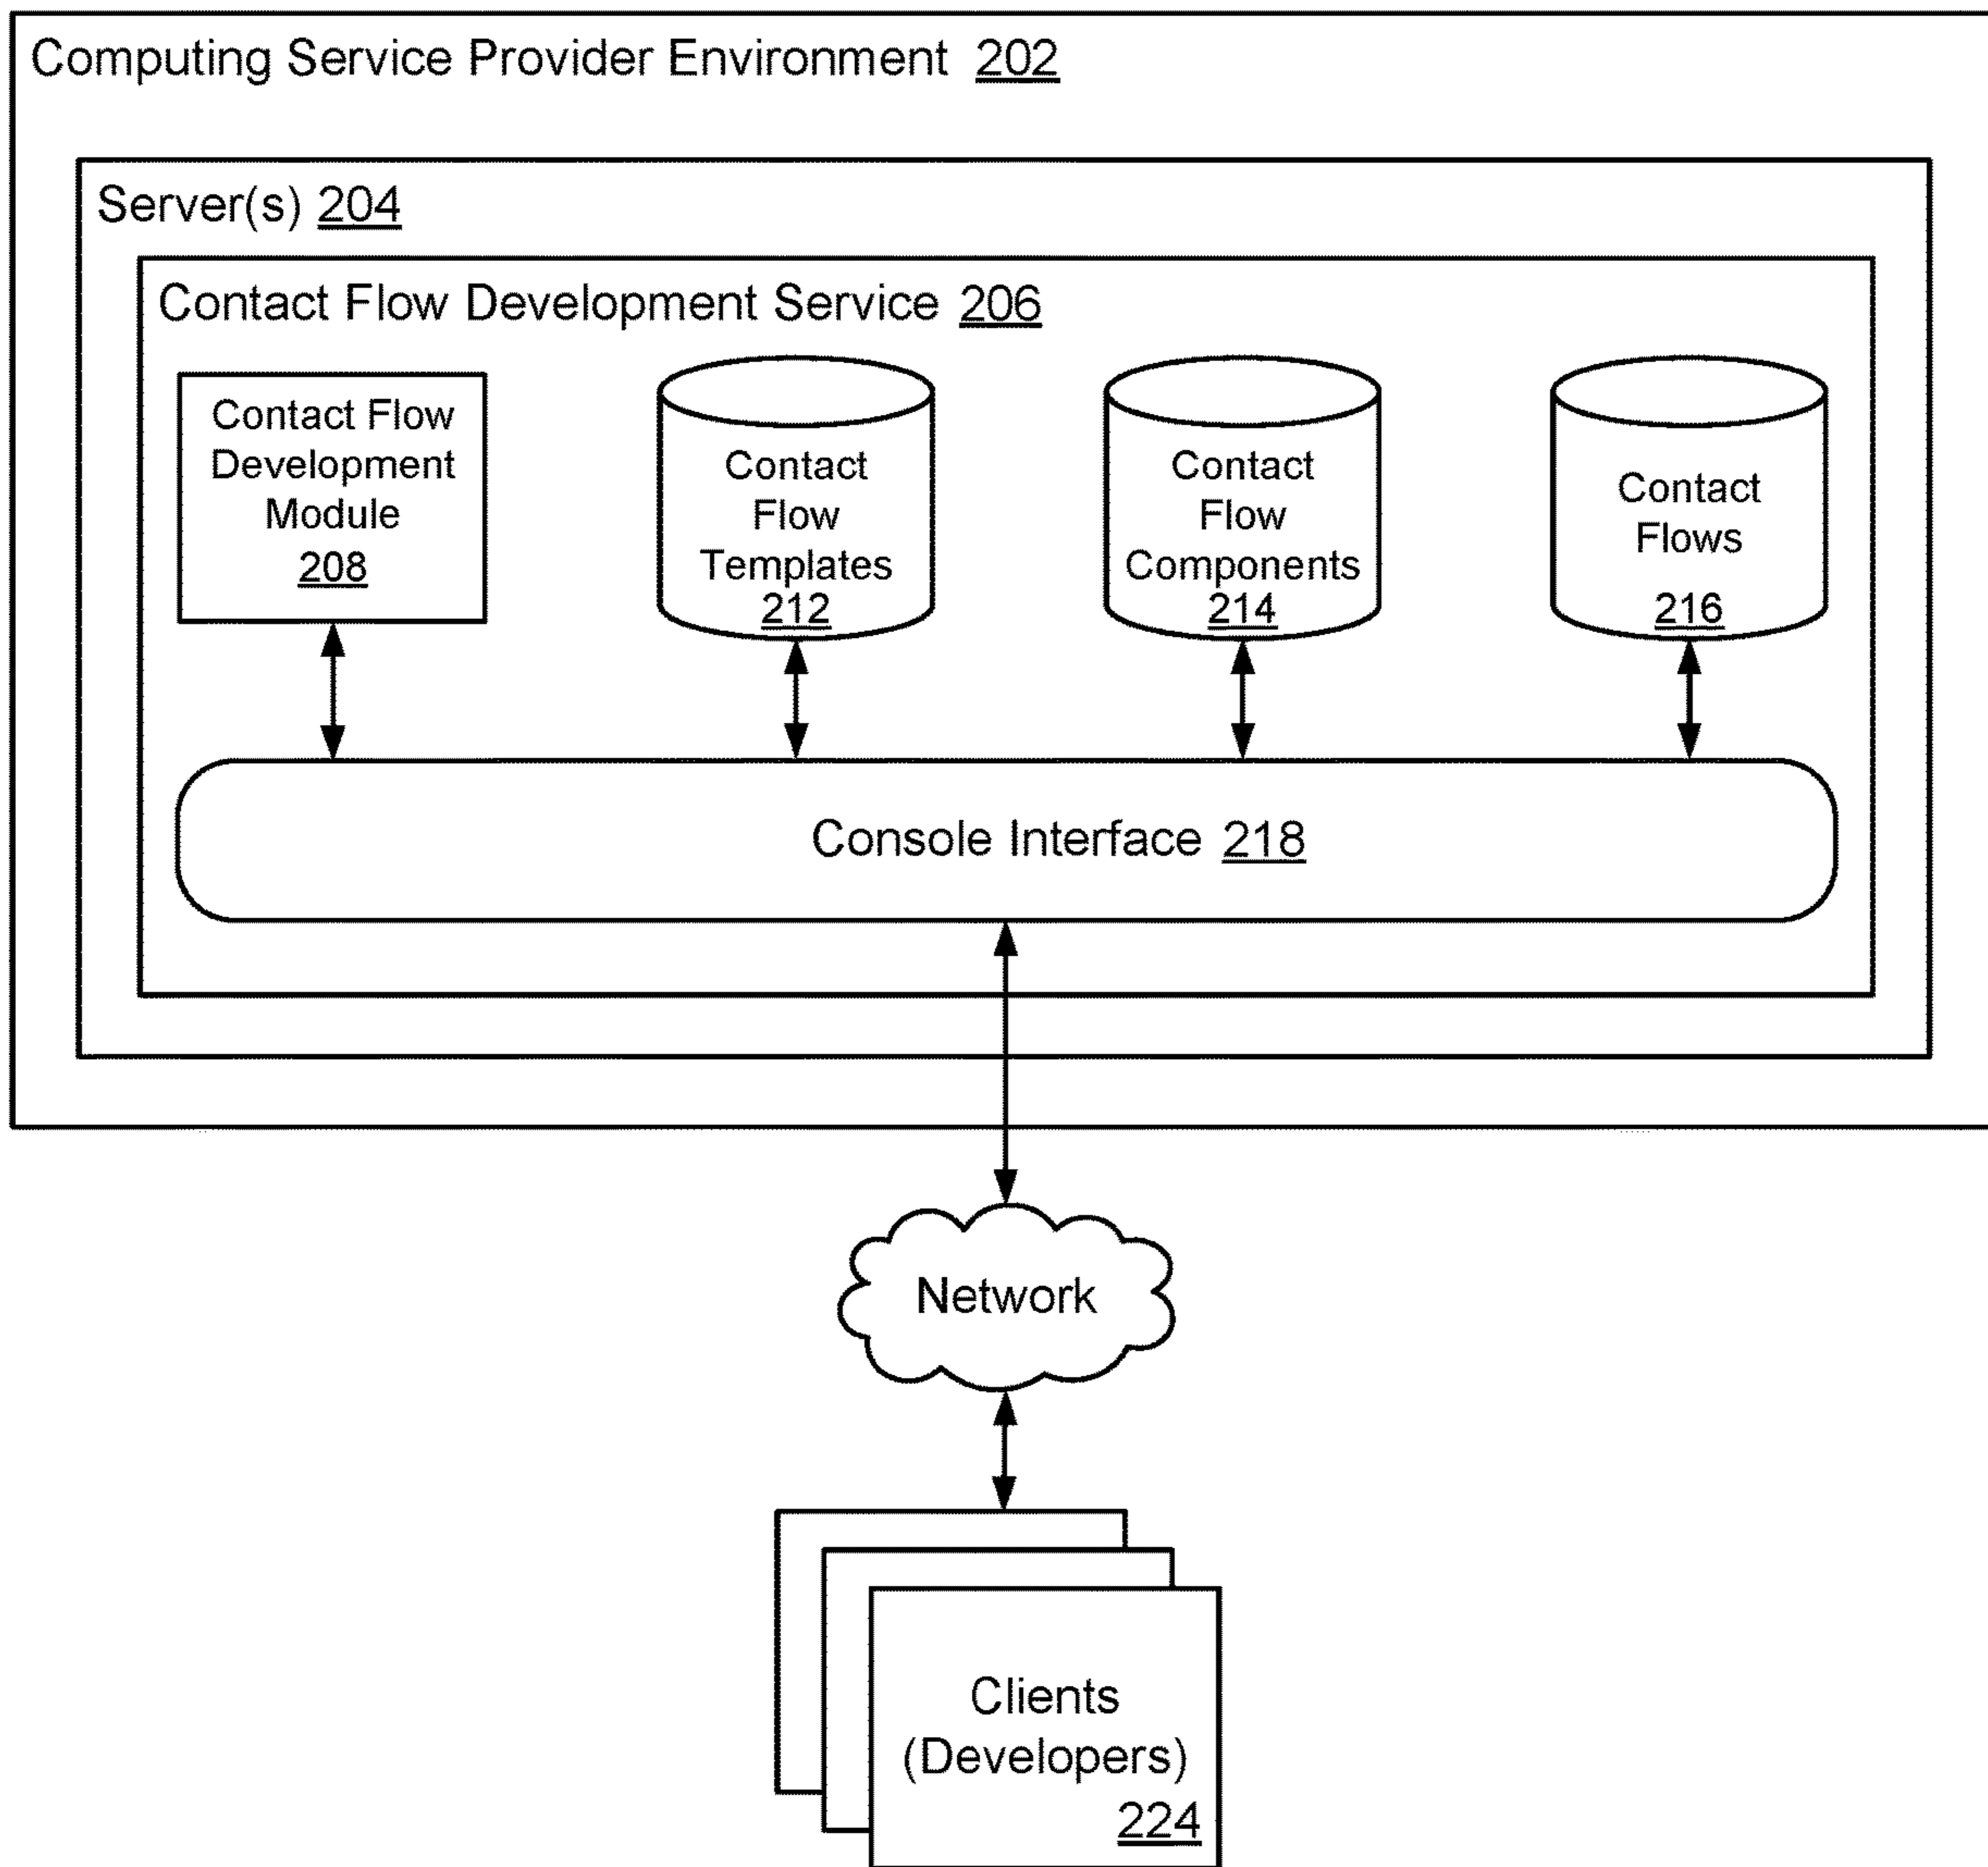 Computing Service Provider Environment 202
Server(s) 204
Contact Flow Development Service 206
Contact Flow
Development
Module
208
Contact
Flow
Templates
212
Contact
Flow
Components
214
Contact
Flows
216
Console Interface 218
Network
Clients
(Developers)
224